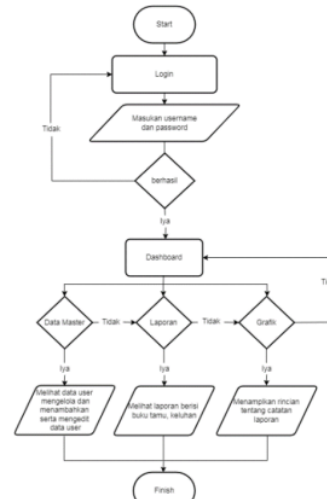 Start
Login
Masukan username
dan password
Tidak
berhasil
Iya
Dashboard
Data Master
Tidak
Laporan
Tidak
Grafik
Iya
Iya
Iya
Melihat data user
mengelola dan
menambahkan
serta mengedit
data user
Melihat laporan berisi
buku tamu, keluhan
Menampilkan rincian
tentang catatan
laporan
Finish